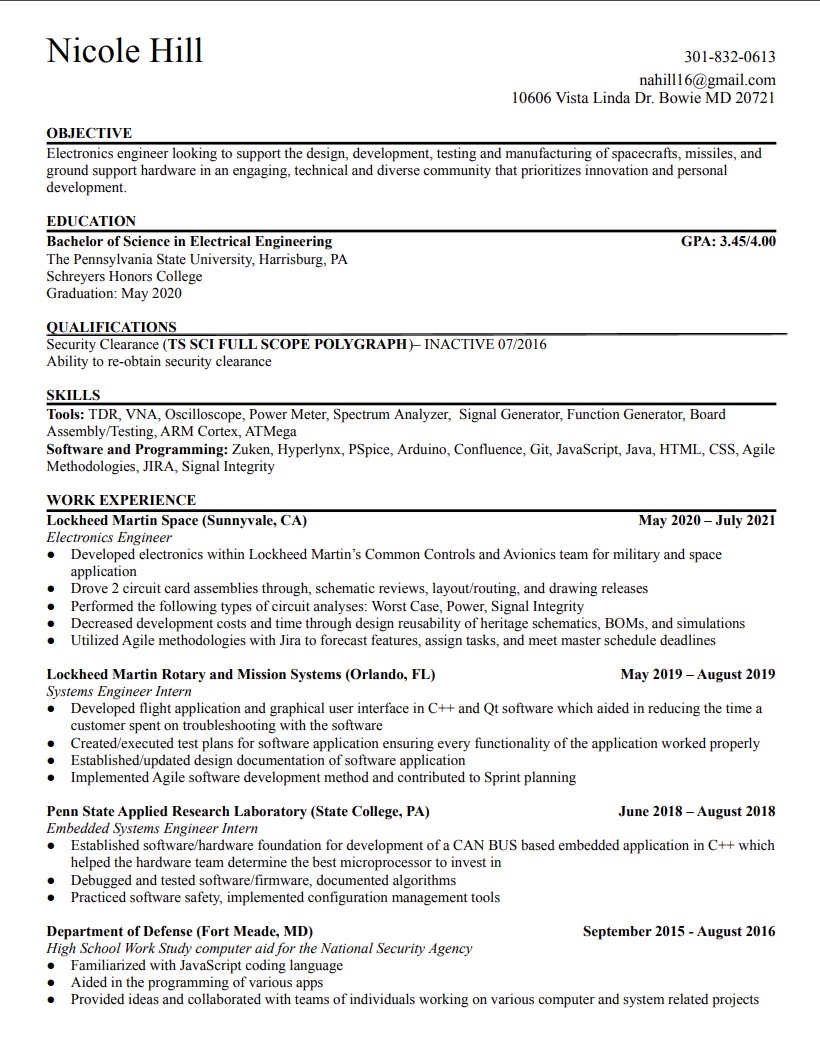 Nicole Hill
301-832-0613
nahill16@gmail.com
10606 Vista Linda Dr. Bowie MD 20721
OBJECTIVE
Electronics engineer looking to support the design, development, testing and manufacturing of spacecrafts, missiles, and
ground support hardware in an engaging, technical and diverse community that prioritizes innovation and personal
development.
EDUCATION
Bachelor of Science in Electrical Engineering GPA: 3.45/4.00
The Pennsylvania State University, Harrisburg, PA
Schreyers Honors College
Graduation: May 2020
QUALIFICATIONS
Security Clearance (TS SCI FULL SCOPE POLYGRAPH)– INACTIVE 07/2016
Ability to re-obtain security clearance
SKILLS
Tools: TDR, VNA, Oscilloscope, Power Meter, Spectrum Analyzer,  Signal Generator, Function Generator, Board
Assembly/Testing, ARM Cortex, ATMega
Software and Programming: Zuken, Hyperlynx, PSpice, Arduino, Confluence, Git, JavaScript, Java, HTML, CSS, Agile
Methodologies, JIRA, Signal Integrity
WORK EXPERIENCE
Lockheed Martin Space (Sunnyvale, CA) May 2020 – July 2021
Electronics Engineer
● Developed electronics within Lockheed Martin’s Common Controls and Avionics team for military and space
application
● Drove 2 circuit card assemblies through, schematic reviews, layout/routing, and drawing releases
● Performed the following types of circuit analyses: Worst Case, Power, Signal Integrity
● Decreased development costs and time through design reusability of heritage schematics, BOMs, and simulations
● Utilized Agile methodologies with Jira to forecast features, assign tasks, and meet master schedule deadlines
Lockheed Martin Rotary and Mission Systems (Orlando, FL) May 2019 – August 2019
Systems Engineer Intern
● Developed flight application and graphical user interface in C++ and Qt software which aided in reducing the time a
customer spent on troubleshooting with the software
● Created/executed test plans for software application ensuring every functionality of the application worked properly
● Established/updated design documentation of software application
● Implemented Agile software development method and contributed to Sprint planning
Penn State Applied Research Laboratory (State College, PA) June 2018 – August 2018
Embedded Systems Engineer Intern
● Established software/hardware foundation for development of a CAN BUS based embedded application in C++ which
helped the hardware team determine the best microprocessor to invest in
● Debugged and tested software/firmware, documented algorithms
● Practiced software safety, implemented configuration management tools
Department of Defense (Fort Meade, MD) September 2015 - August 2016
High School Work Study computer aid for the National Security Agency
● Familiarized with JavaScript coding language
● Aided in the programming of various apps
● Provided ideas and collaborated with teams of individuals working on various computer and system related projects